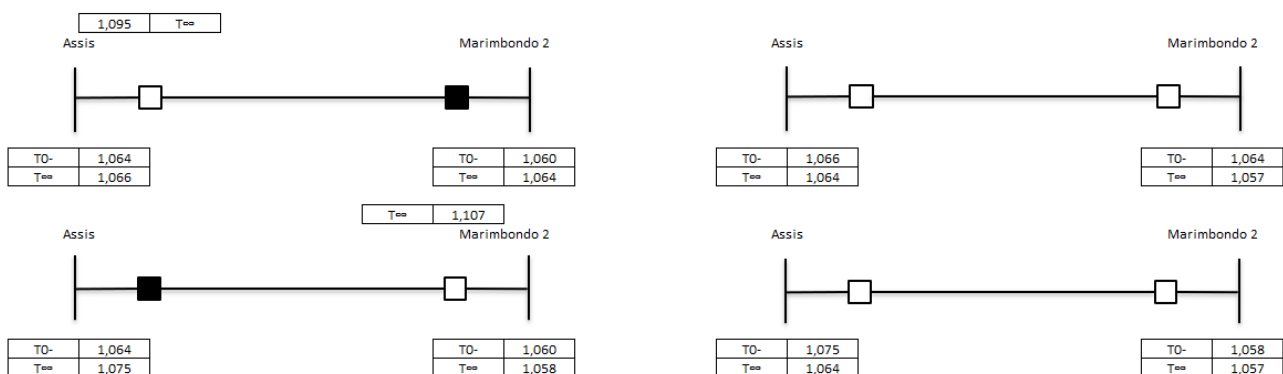 1,095 T∞
Assis Marimbondo 2 Assis Marimbondo 2
T0- 1,064 T0- 1,060 T0- 1,066 T0- 1,064
T∞ 1,066 T∞ 1,064 T∞ 1,064 T∞ 1,057
T∞ 1,107
Assis Marimbondo 2 Assis Marimbondo 2
T0- 1,064 T0- 1,060 T0- 1,075 T0- 1,058
T∞ 1,075 T∞ 1,058 T∞ 1,064 T∞ 1,057